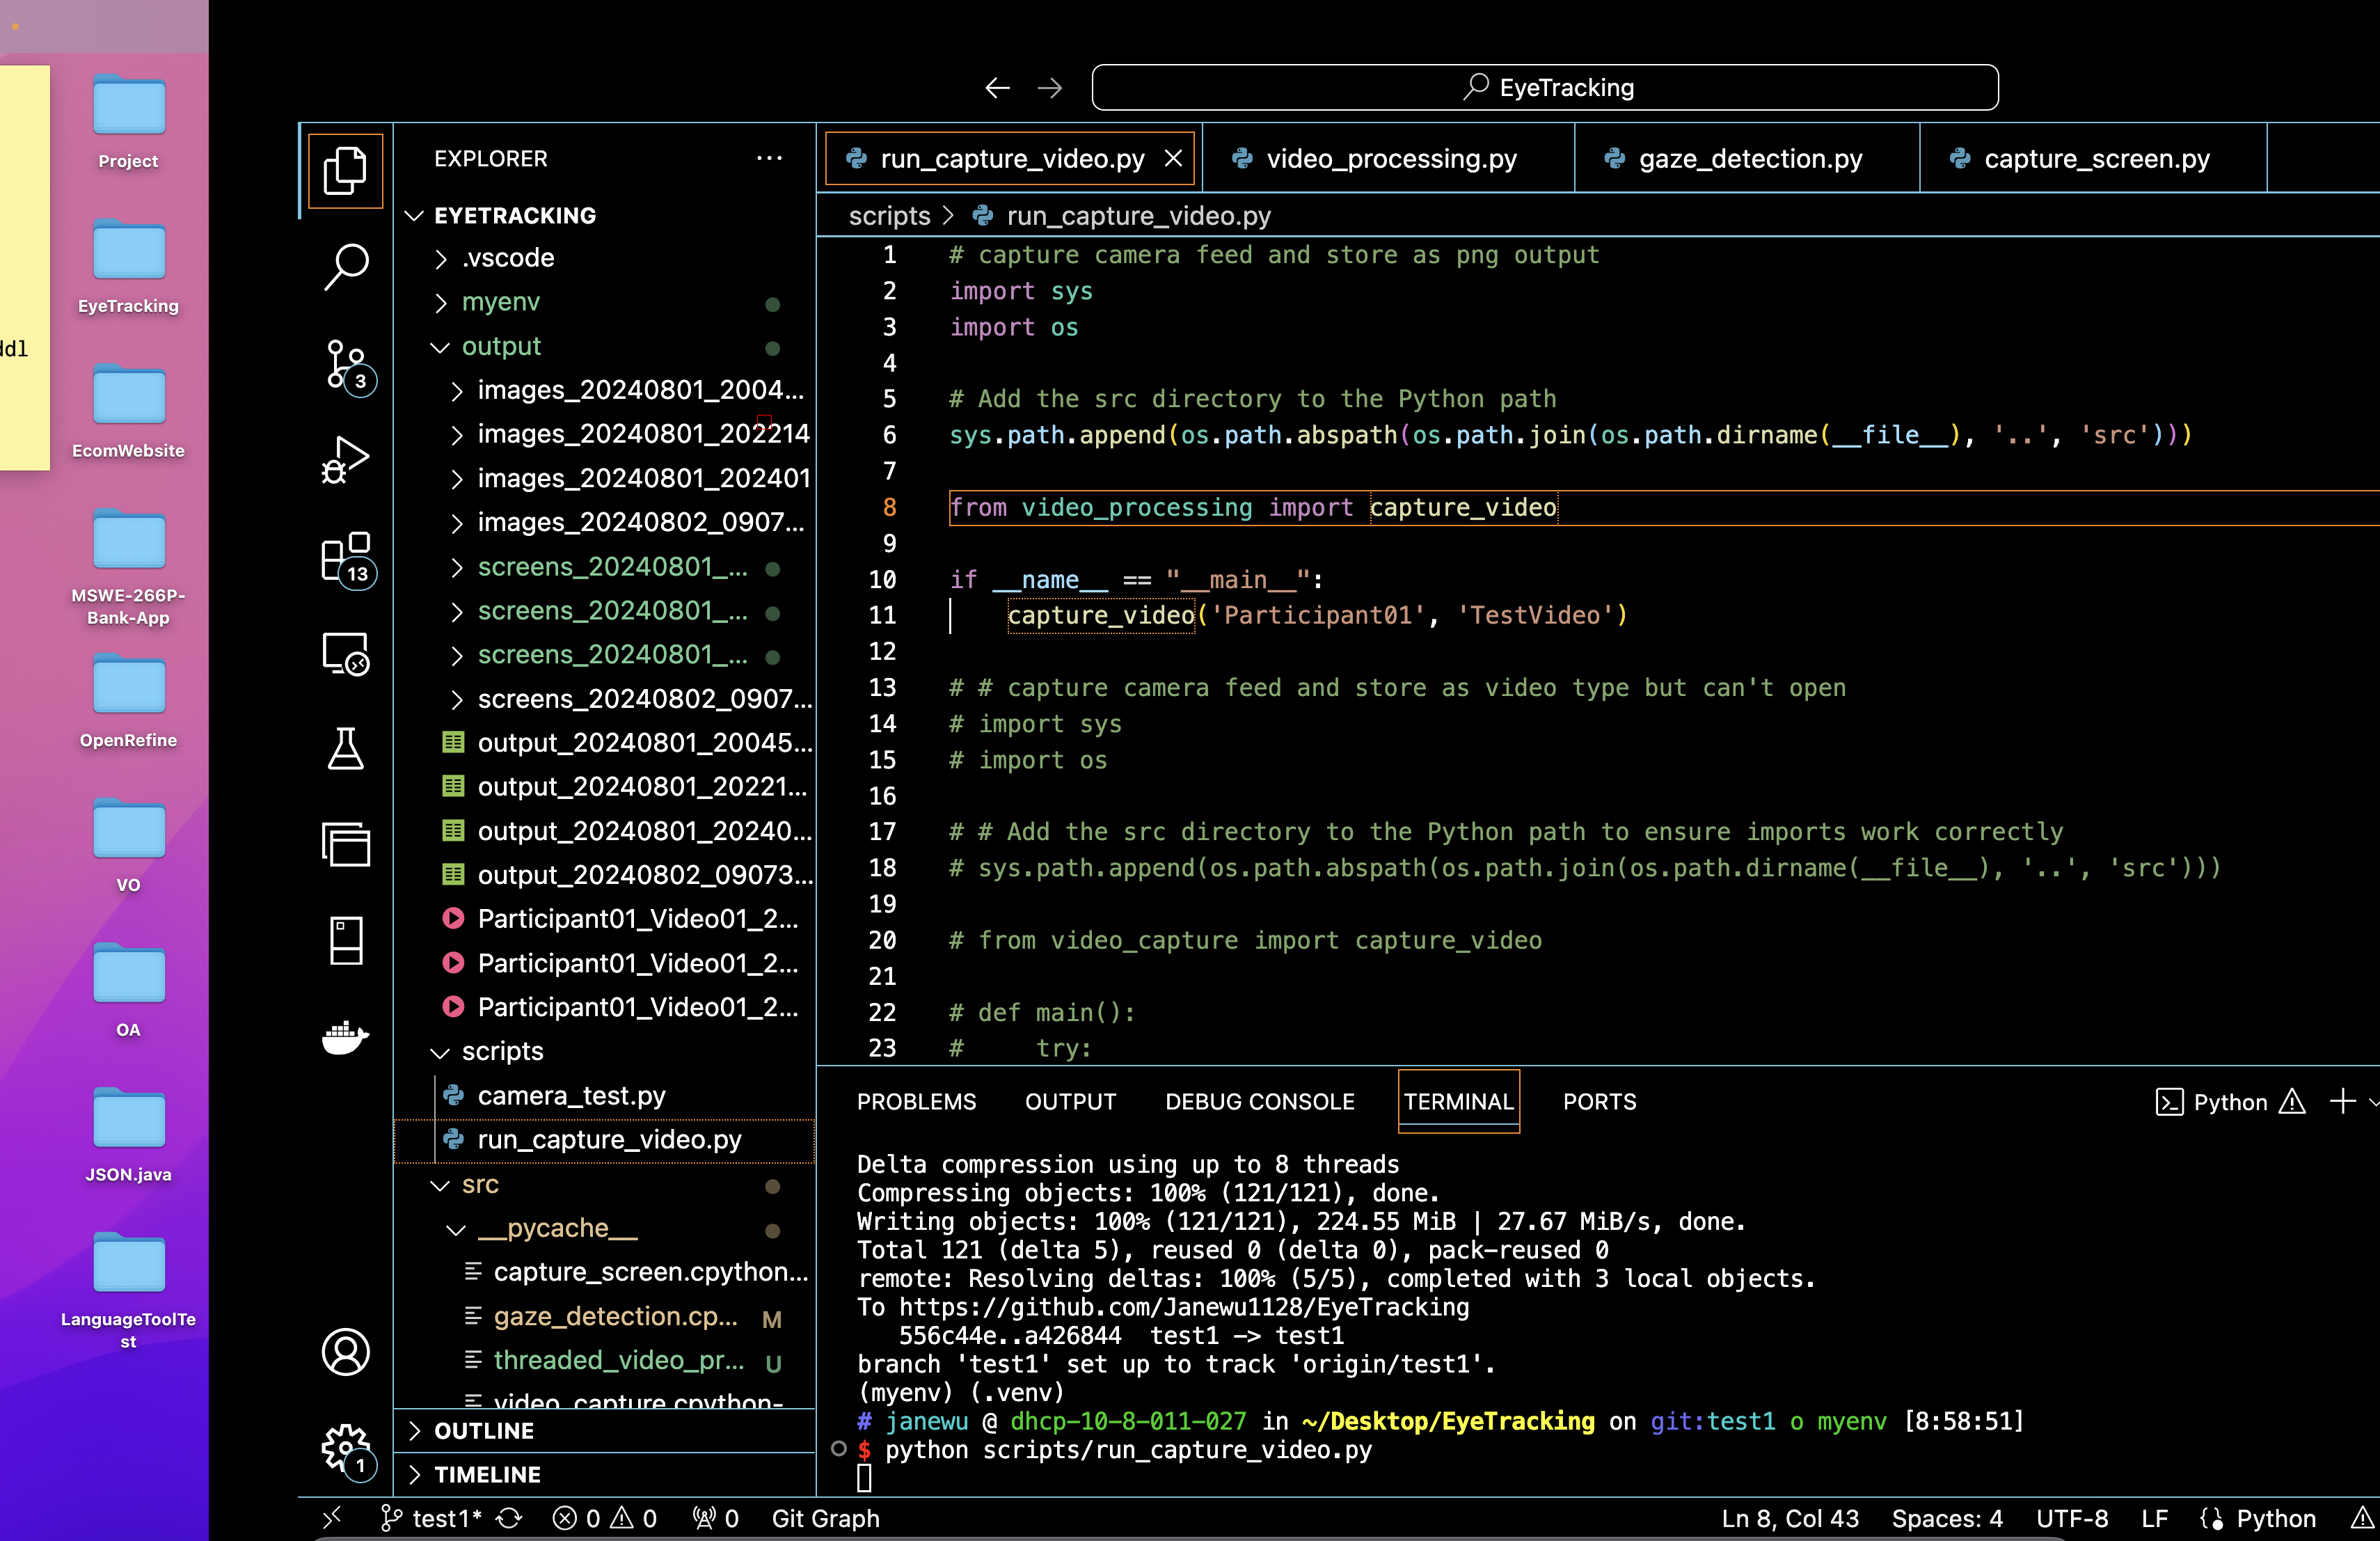 ddl
Project
EyeTracking
EcomWebsite
MSWE-266P-
Bank-App
OpenRefine
VO
OA
JSON.java
LanguageToolTe
st
EyeTracking
EXPLORER
EYETRACKING
.vscode
myenv
output
images_20240801_2004...
images_20240801_202214
images_20240801_202401
images_20240802_0907...
screens_20240801_...
screens_20240801_...
screens_20240801_...
screens_20240802_0907...
output_20240801_20045...
output_20240801_20221...
output_20240801_20240...
output_20240802_09073...
Participant01_Video01_2...
Participant01_Video01_2...
Participant01_Video01_2...
scripts
camera_test.py
run_capture_video.py
src
__pycache__
capture_screen.cpython...
gaze_detection.cp... M
threaded_video_pr... U
video_capture.cpython-
OUTLINE
TIMELINE
3
13
1
run_capture_video.py video_processing.py gaze_detection.py capture_screen.py
scripts > run_capture_video.py
1 # capture camera feed and store as png output
2 import sys
3 import os
4
5 # Add the src directory to the Python path
6 sys.path.append(os.path.abspath(os.path.join(os.path.dirname(__file__), '..', 'src')))
7
8 from video_processing import capture_video
9
10 if __name__ == "__main__":
11     capture_video('Participant01', 'TestVideo')
12
13 # # capture camera feed and store as video type but can't open
14 # import sys
15 # import os
16
17 # # Add the src directory to the Python path to ensure imports work correctly
18 # sys.path.append(os.path.abspath(os.path.join(os.path.dirname(__file__), '..', 'src')))
19
20 # from video_capture import capture_video
21
22 # def main():
23 #     try:
PROBLEMS OUTPUT DEBUG CONSOLE TERMINAL PORTS Python
Delta compression using up to 8 threads
Compressing objects: 100% (121/121), done.
Writing objects: 100% (121/121), 224.55 MiB | 27.67 MiB/s, done.
Total 121 (delta 5), reused 0 (delta 0), pack-reused 0
remote: Resolving deltas: 100% (5/5), completed with 3 local objects.
To https://github.com/Janewu1128/EyeTracking
   556c44e..a426844  test1 -> test1
branch 'test1' set up to track 'origin/test1'.
(myenv) (.venv)
# janewu @ dhcp-10-8-011-027 in ~/Desktop/EyeTracking on git:test1 o myenv [8:58:51]
$ python scripts/run_capture_video.py
test1* 0 0 0 Git Graph Ln 8, Col 43 Spaces: 4 UTF-8 LF Python